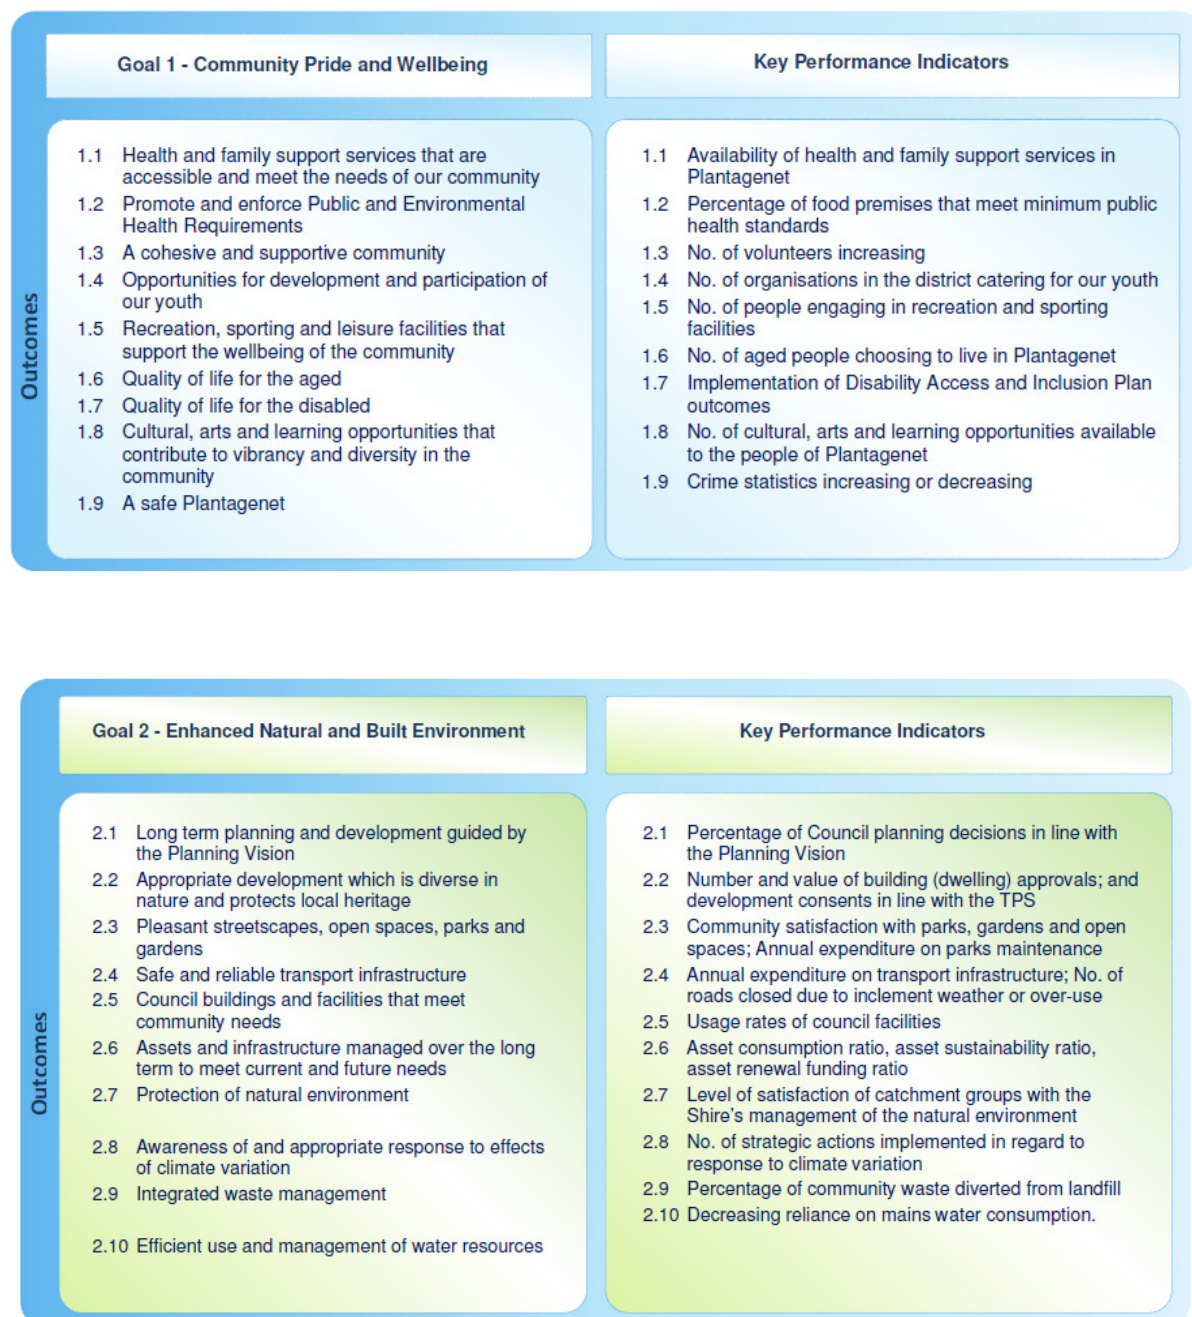 Goal 1 - Community Pride and Wellbeing
Key Performance Indicators
Outcomes
1.1 Health and family support services that are
accessible and meet the needs of our community
1.2 Promote and enforce Public and Environmental
Health Requirements
1.3 A cohesive and supportive community
1.4 Opportunities for development and participation of
our youth
1.5 Recreation, sporting and leisure facilities that
support the wellbeing of the community
1.6 Quality of life for the aged
1.7 Quality of life for the disabled
1.8 Cultural, arts and learning opportunities that
contribute to vibrancy and diversity in the
community
1.9 A safe Plantagenet
1.1 Availability of health and family support services in
Plantagenet
1.2 Percentage of food premises that meet minimum public
health standards
1.3 No. of volunteers increasing
1.4 No. of organisations in the district catering for our youth
1.5 No. of people engaging in recreation and sporting
facilities
1.6 No. of aged people choosing to live in Plantagenet
1.7 Implementation of Disability Access and Inclusion Plan
outcomes
1.8 No. of cultural, arts and learning opportunities available
to the people of Plantagenet
1.9 Crime statistics increasing or decreasing
Goal 2 - Enhanced Natural and Built Environment
Key Performance Indicators
Outcomes
2.1 Long term planning and development guided by
the Planning Vision
2.2 Appropriate development which is diverse in
nature and protects local heritage
2.3 Pleasant streetscapes, open spaces, parks and
gardens
2.4 Safe and reliable transport infrastructure
2.5 Council buildings and facilities that meet
community needs
2.6 Assets and infrastructure managed over the long
term to meet current and future needs
2.7 Protection of natural environment
2.8 Awareness of and appropriate response to effects
of climate variation
2.9 Integrated waste management
2.10 Efficient use and management of water resources
2.1 Percentage of Council planning decisions in line with
the Planning Vision
2.2 Number and value of building (dwelling) approvals; and
development consents in line with the TPS
2.3 Community satisfaction with parks, gardens and open
spaces; Annual expenditure on parks maintenance
2.4 Annual expenditure on transport infrastructure; No. of
roads closed due to inclement weather or over-use
2.5 Usage rates of council facilities
2.6 Asset consumption ratio, asset sustainability ratio,
asset renewal funding ratio
2.7 Level of satisfaction of catchment groups with the
Shire's management of the natural environment
2.8 No. of strategic actions implemented in regard to
response to climate variation
2.9 Percentage of community waste diverted from landfill
2.10 Decreasing reliance on mains water consumption.